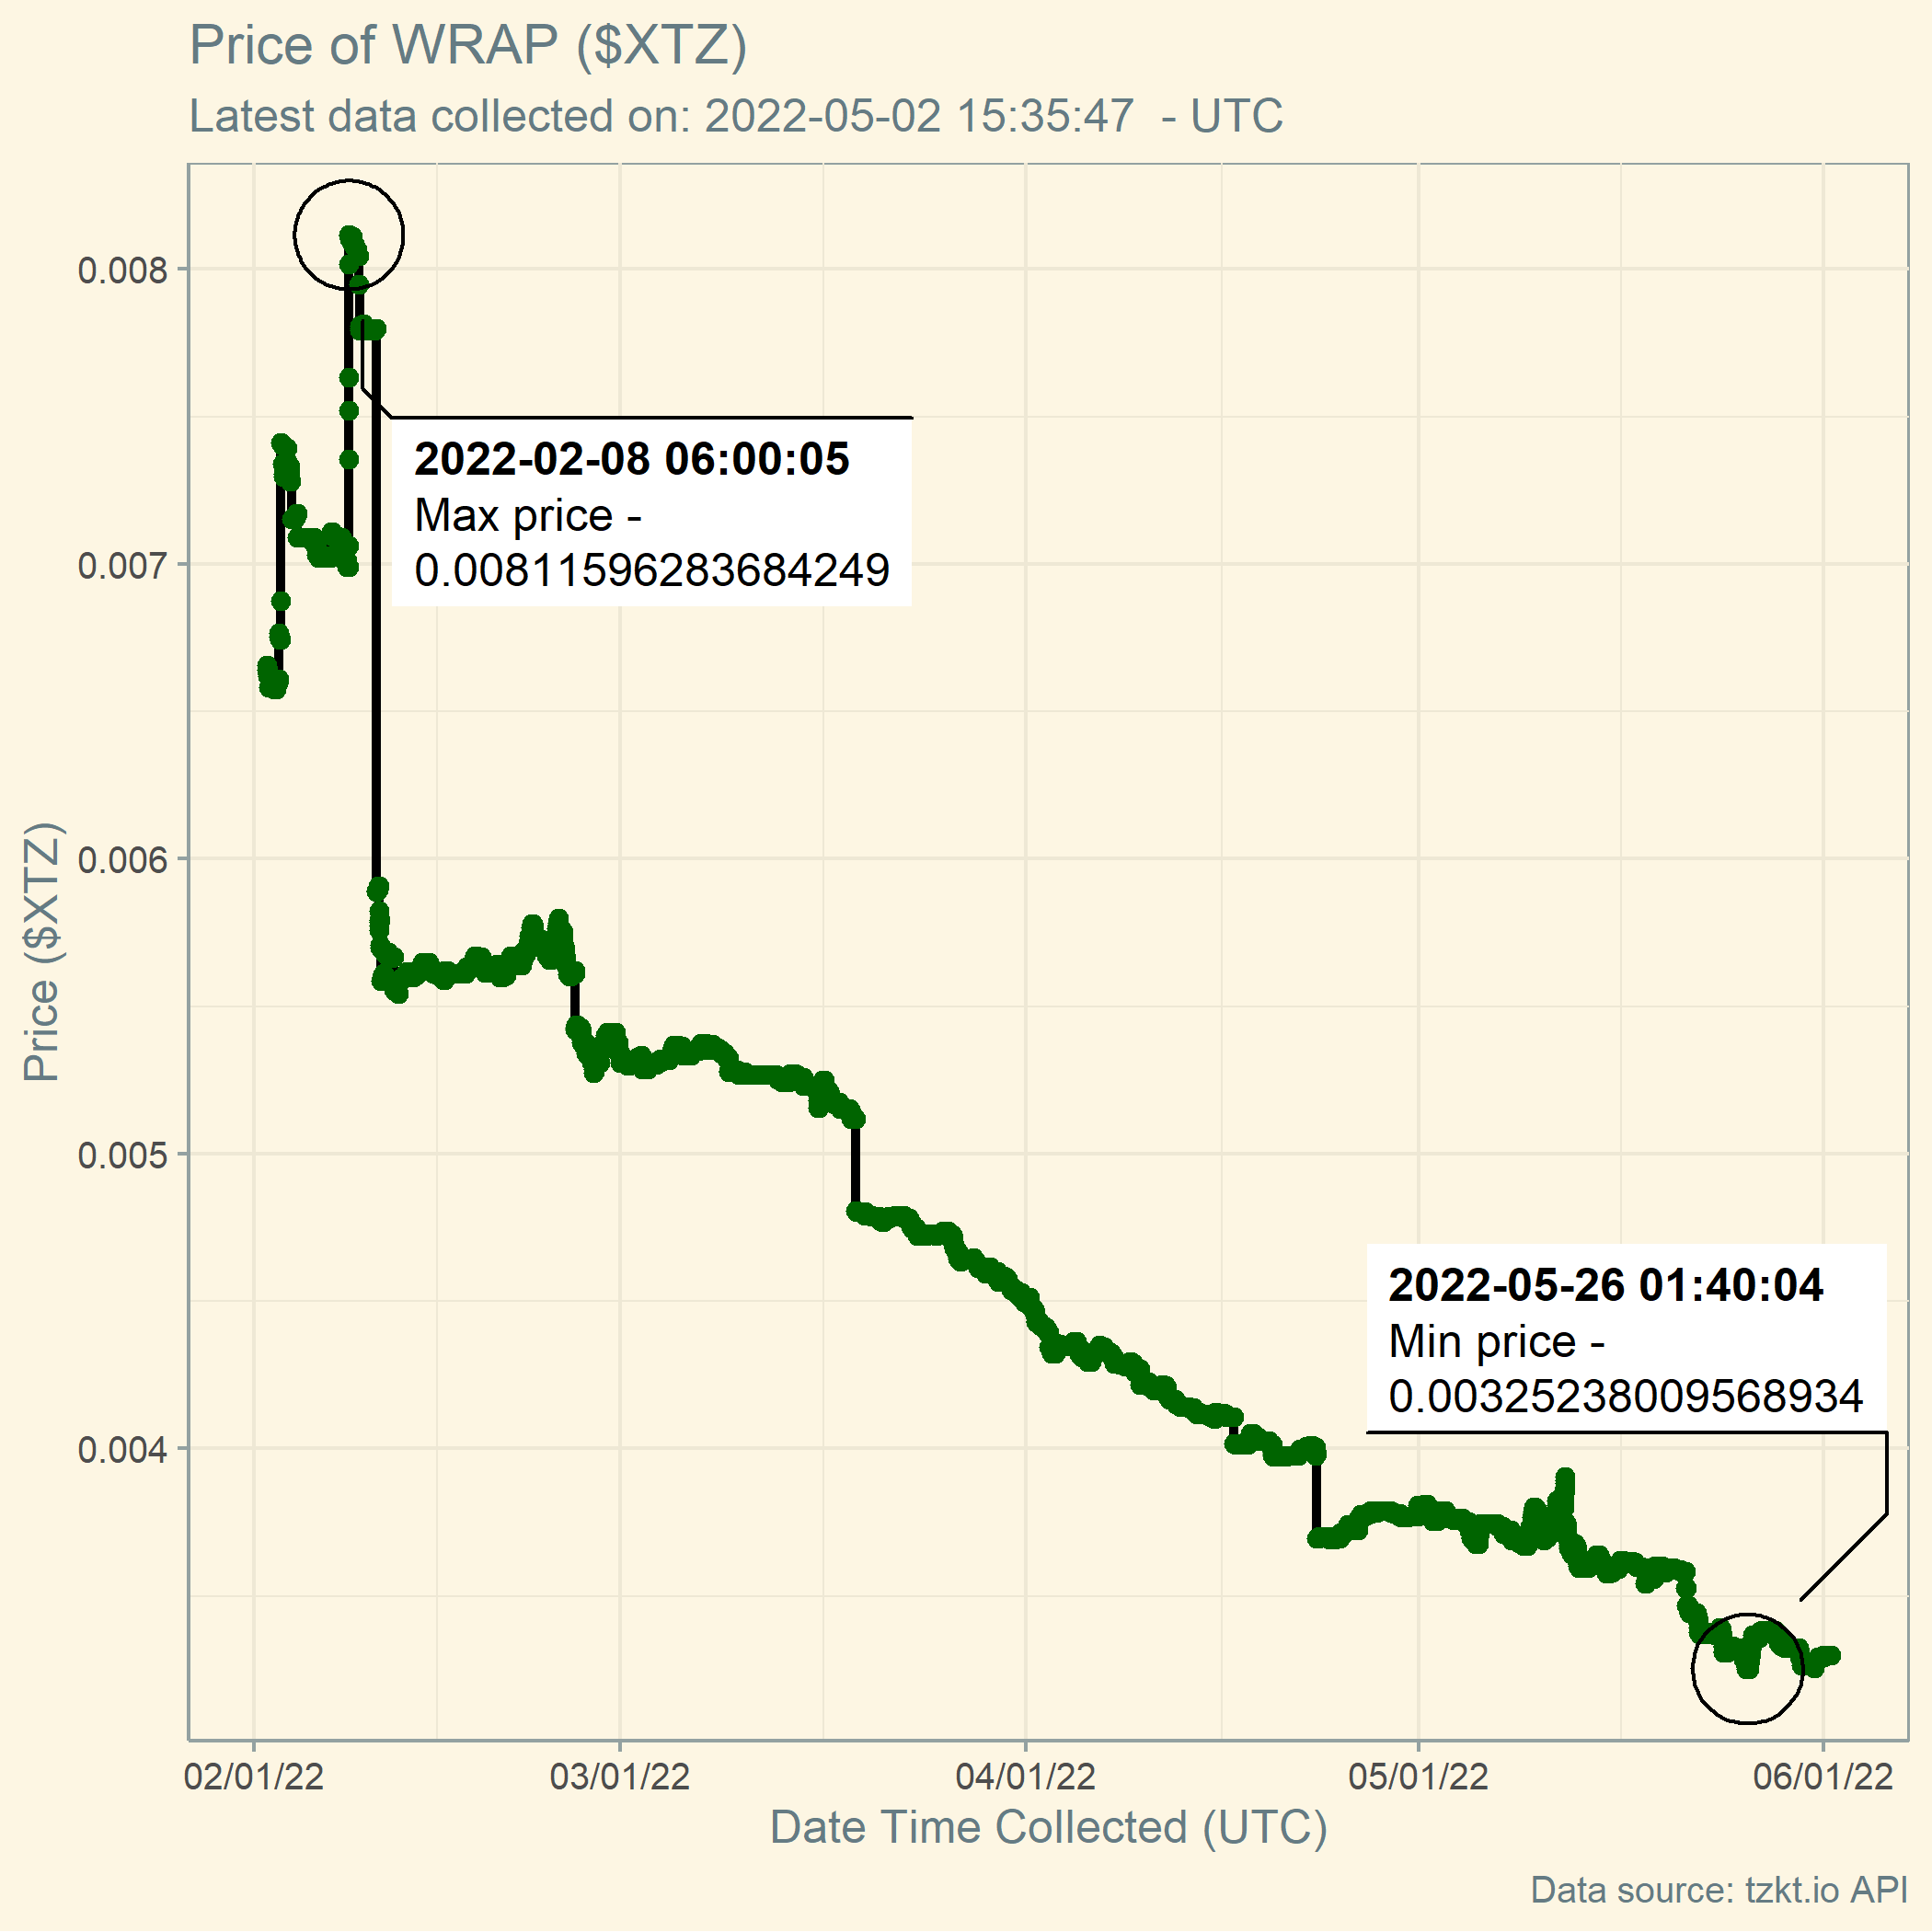 Price of WRAP ($XTZ)
Latest data collected on: 2022-05-02 15:35:47  - UTC
0.008
0.007
0.006
0.005
0.004
Price ($XTZ)
2022-02-08 06:00:05
Max price -
0.00811596283684249
2022-05-26 01:40:04
Min price -
0.00325238009568934
02/01/22
03/01/22
04/01/22
05/01/22
06/01/22
Date Time Collected (UTC)
Data source: tzkt.io API